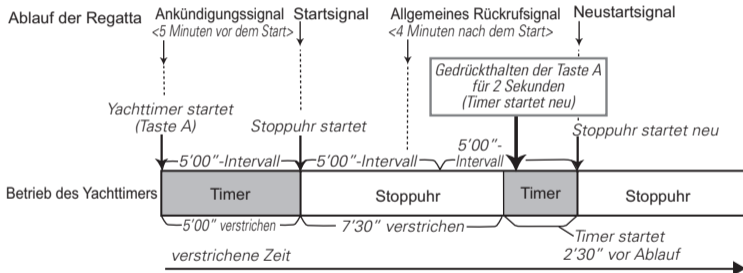 Ablauf der Regatta
Ankündigungssignal
<5 Minuten vor dem Start>
Startsignal
Allgemeines Rückrufsignal
<4 Minuten nach dem Start>
Neustartsignal
Gedrückthalten der Taste A
für 2 Sekunden
(Timer startet neu)
Yachttimer startet
(Taste A)
Stoppuhr startet
Stoppuhr startet neu
5'00"-Intervall
5'00"-Intervall
5'00"-
Intervall
Betrieb des Yachttimers
Timer
Stoppuhr
Timer
Stoppuhr
5'00" verstrichen
7'30" verstrichen
Timer startet
2'30" vor Ablauf
verstrichene Zeit